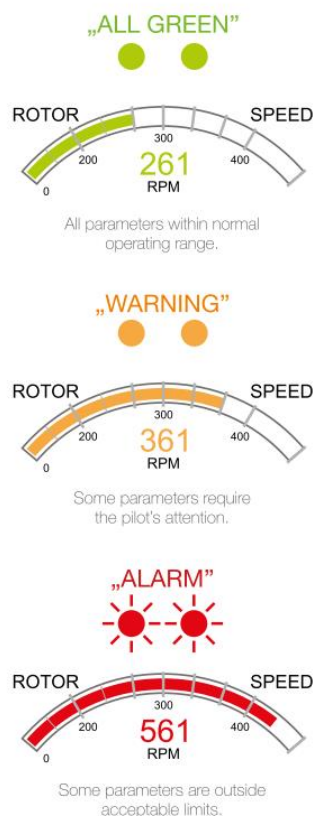 „ALL GREEN”
ROTOR SPEED
0 200 300 400
261
RPM
All parameters within normal
operating range.
„WARNING”
ROTOR SPEED
0 200 300 400
361
RPM
Some parameters require
the pilot's attention.
„ALARM”
ROTOR SPEED
0 200 300 400
561
RPM
Some parameters are outside
acceptable limits.